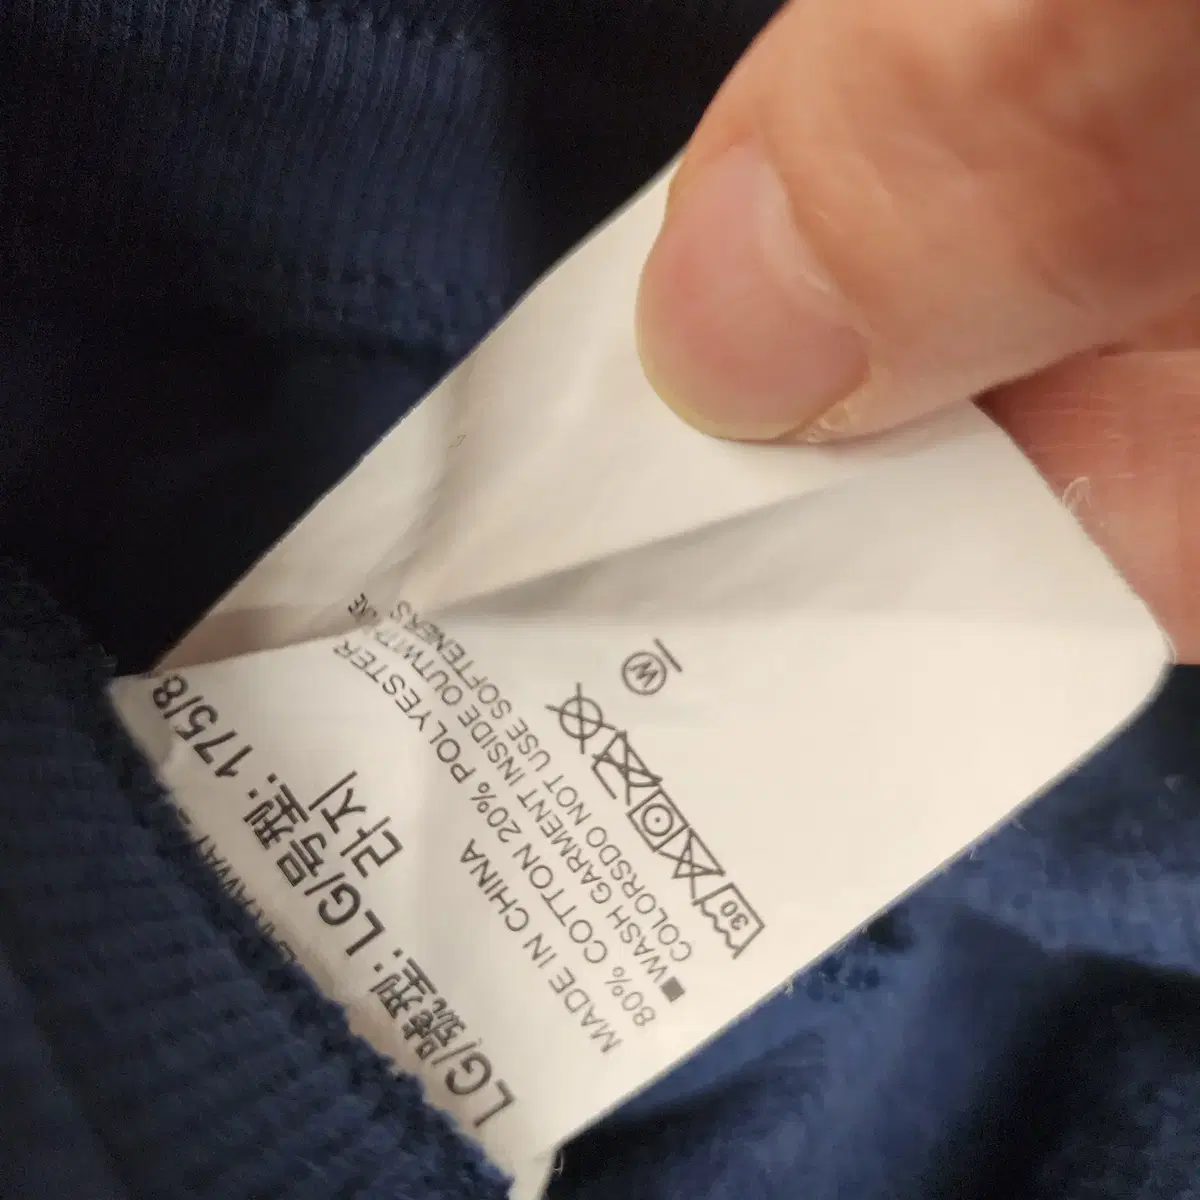 LG/號型: LG/号型: 175/8
라지
MADE IN CHINA
80% COTTON 20% POLYESTER
■WASH GARMENT INSIDE OUTWITH LIKE
COLORSDO NOT USE SOFTENERS
30
W